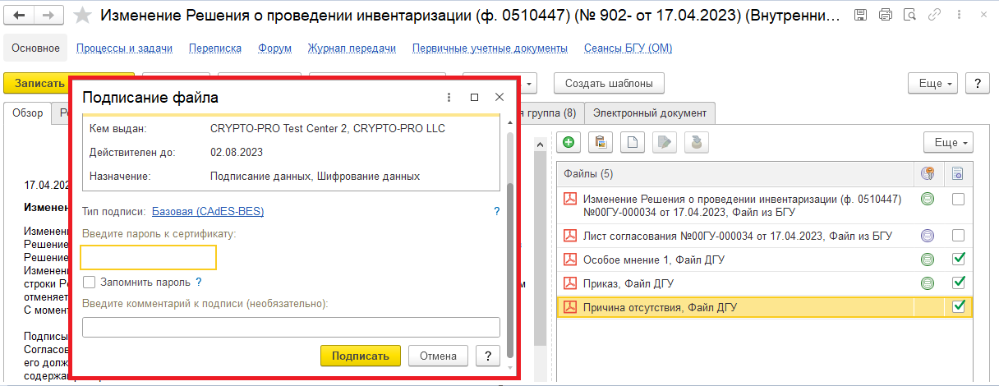 Изменение Решения о проведении инвентаризации (ф. 0510447) (№ 902- от 17.04.2023) (Внутренни...
Основное Процессы и задачи Переписка Форум Журнал передачи Первичные учетные документы Сеансы БГУ (ОМ)
Записать Создать шаблоны Еще ?
Обзор группа (8) Электронный документ
Подписание файла
Кем выдан: CRYPTO-PRO Test Center 2, CRYPTO-PRO LLC
Действителен до: 02.08.2023
Назначение: Подписание данных, Шифрование данных
Тип подписи: Базовая (CAdES-BES) ?
Введите пароль к сертификату:
Запомнить пароль ?
Введите комментарий к подписи (необязательно):
Подписать Отмена ?
17.04.202
Изменен
Изменени
Решение
Решение
Изменени
строки Ре
отменяет
С момент
Подписы
Согласов
его долж
содержан
Еще
Файлы (5)
Изменение Решения о проведении инвентаризации (ф. 0510447)
№00ГУ-000034 от 17.04.2023, Файл из БГУ
Лист согласования №00ГУ-000034 от 17.04.2023, Файл из БГУ
Особое мнение 1, Файл ДГУ
Приказ, Файл ДГУ
Причина отсутствия, Файл ДГУ